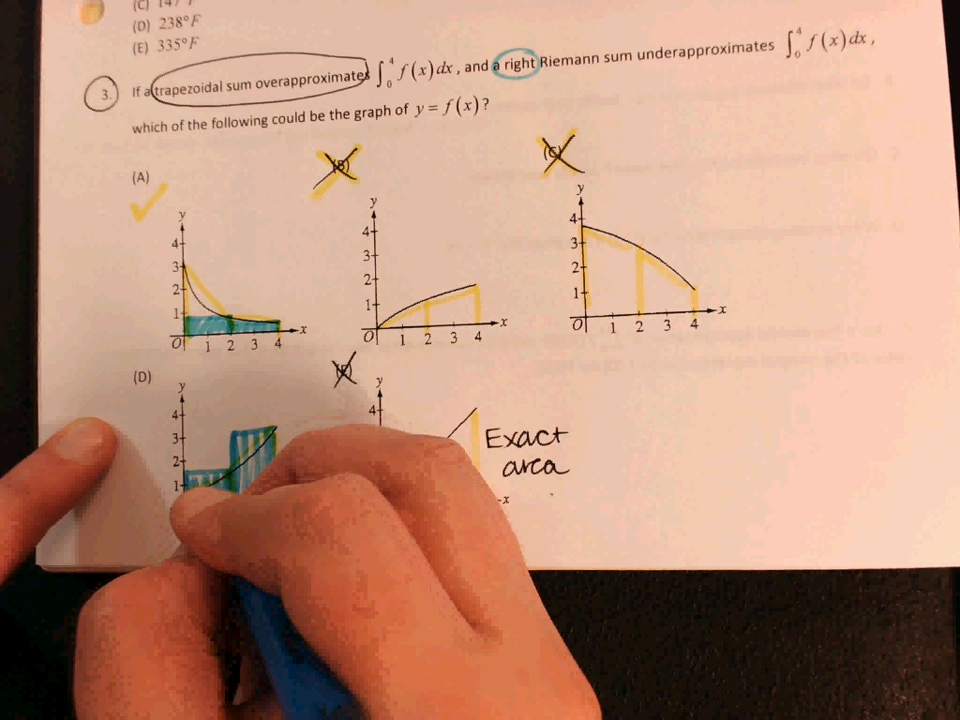 (D) 238°F
(E) 335°F
3. If a trapezoidal sum overapproximates ∫₀⁴ f(x)dx, and a right Riemann sum underapproximates ∫₀⁴ f(x)dx,
which of the following could be the graph of y = f(x)?
(A) (B) (C)
y y y
4 4 4
3 3 3
2 2 2
1 1 1
O 1 2 3 4 x O 1 2 3 4 x O 1 2 3 4 x
(D)
y y
4 4
3 Exact
2 area
1 x